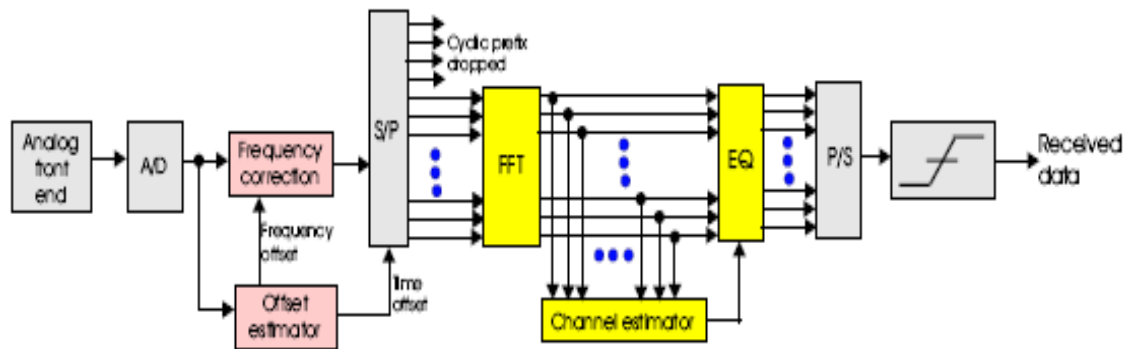 Cyclic prefix
dropped
Analog
front
end
A/D
Frequency
correction
S/P
FFT
EQ
P/S
Received
data
Frequency
offset
Time
offset
Offset
estimator
Channel estimator